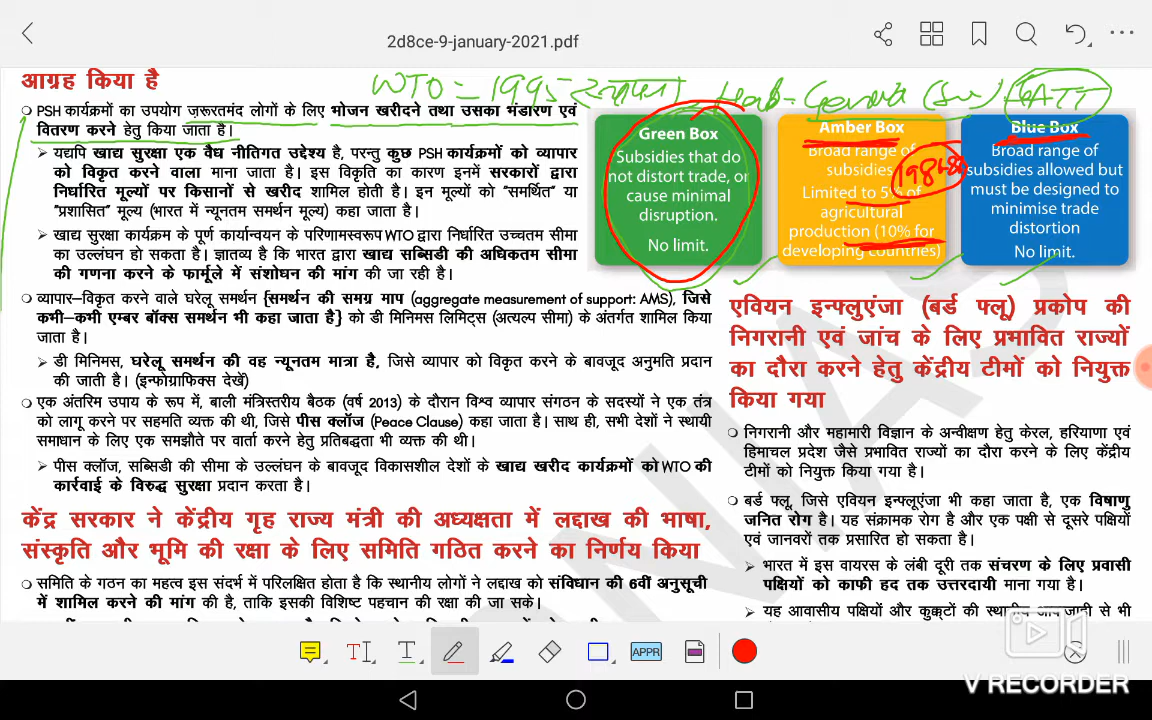 2d8ce-9-january-2021.pdf
आग्रह किया है
WTO = 1995 =
GATT
PSH कार्यक्रमों का उपयोग जरूरतमंद लोगों के लिए भोजन खरीदने तथा उसका भंडारण एवं
वितरण करने हेतु किया जाता है।
यद्यपि खाद्य सुरक्षा एक वैध नीतिगत उद्देश्य है, परन्तु कुछ PSH कार्यक्रमों को व्यापार
को विकृत करने वाला माना जाता है। इस विकृति का कारण इनमें सरकारों द्वारा
निर्धारित मूल्यों पर किसानों से खरीद शामिल होती है। इन मूल्यों को "समर्थित" या
"प्रशासित" मूल्य (भारत में न्यूनतम समर्थन मूल्य) कहा जाता है।
खाद्य सुरक्षा कार्यक्रम के पूर्ण कार्यान्वयन के परिणामस्वरूप WTO द्वारा निर्धारित उच्चतम सीमा
का उल्लंघन हो सकता है। ज्ञातव्य है कि भारत द्वारा खाद्य सब्सिडी की अधिकतम सीमा
की गणना करने के फार्मूले में संशोधन की मांग की जा रही है।
व्यापार-विकृत करने वाले घरेलू समर्थन {समर्थन की समग्र माप (aggregate measurement of support: AMS), जिसे
कभी-कभी एम्बर बॉक्स समर्थन भी कहा जाता है} को डी मिनिमस लिमिट्स (अत्यल्प सीमा) के अंतर्गत शामिल किया
जाता है।
डी मिनिमस, घरेलू समर्थन की वह न्यूनतम मात्रा है, जिसे व्यापार को विकृत करने के बावजूद अनुमति प्रदान
की जाती है। (इन्फोग्राफिक्स देखें)
एक अंतरिम उपाय के रूप में, बाली मंत्रिस्तरीय बैठक (वर्ष 2013) के दौरान विश्व व्यापार संगठन के सदस्यों ने एक तंत्र
को लागू करने पर सहमति व्यक्त की थी, जिसे पीस क्लॉज (Peace Clause) कहा जाता है। साथ ही, सभी देशों ने स्थायी
समाधान के लिए एक समझौते पर वार्ता करने हेतु प्रतिबद्धता भी व्यक्त की थी।
पीस क्लॉज, सब्सिडी की सीमा के उल्लंघन के बावजूद विकासशील देशों के खाद्य खरीद कार्यक्रमों को WTO की
कार्रवाई के विरुद्ध सुरक्षा प्रदान करता है।
केंद्र सरकार ने केंद्रीय गृह राज्य मंत्री की अध्यक्षता में लद्दाख की भाषा,
संस्कृति और भूमि की रक्षा के लिए समिति गठित करने का निर्णय किया
समिति के गठन का महत्व इस संदर्भ में परिलक्षित होता है कि स्थानीय लोगों ने लद्दाख को संविधान की 6वीं अनुसूची
में शामिल करने की मांग की है, ताकि इसकी विशिष्ट पहचान की रक्षा की जा सके।
Green Box
Subsidies that do
not distort trade, or
cause minimal
disruption.
No limit.
Amber Box
Broad range of
subsidies
Limited to 5% of
agricultural
production (10% for
developing countries)
Blue Box
Broad range of
subsidies allowed but
must be designed to
minimise trade
distortion
No limit.
एवियन इन्फ्लुएंजा (बर्ड फ्लू) प्रकोप की
निगरानी एवं जांच के लिए प्रभावित राज्यों
का दौरा करने हेतु केंद्रीय टीमों को नियुक्त
किया गया
निगरानी और महामारी विज्ञान के अन्वीक्षण हेतु केरल, हरियाणा एवं
हिमाचल प्रदेश जैसे प्रभावित राज्यों का दौरा करने के लिए केंद्रीय
टीमों को नियुक्त किया गया है।
बर्ड फ्लू, जिसे एवियन इन्फ्लूएंजा भी कहा जाता है, एक विषाणु
जनित रोग है। यह संक्रामक रोग है और एक पक्षी से दूसरे पक्षियों
एवं जानवरों तक प्रसारित हो सकता है।
भारत में इस वायरस के लंबी दूरी तक संचरण के लिए प्रवासी
पक्षियों को काफी हद तक उत्तरदायी माना गया है।
यह आवासीय पक्षियों और कुक्कुटों की स्थानीय से भी
APPR
V RECORDER